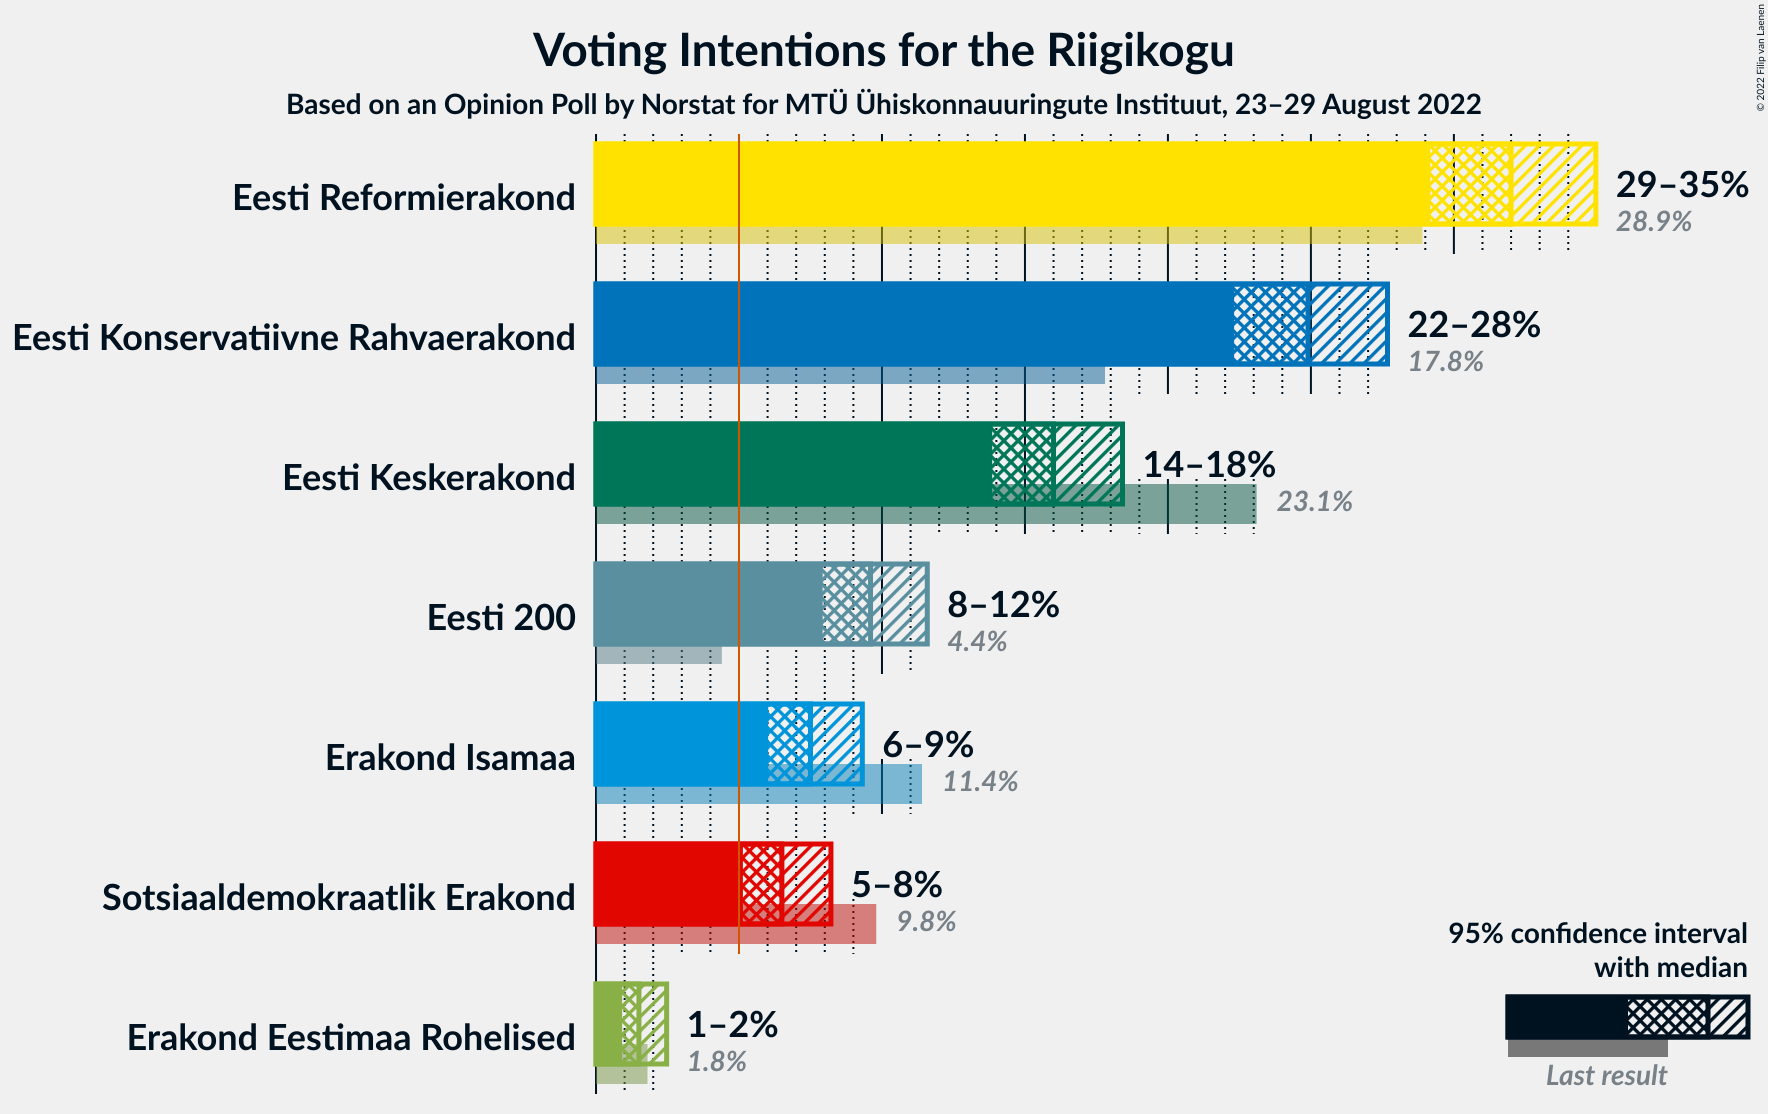 Voting Intentions for the Riigikogu
Based on an Opinion Poll by Norstat for MTÜ Ühiskonnauuringute Instituut, 23–29 August 2022
© 2022 Filip van Laenen
Eesti Reformierakond
29–35%
28.9%
Eesti Konservatiivne Rahvaerakond
22–28%
17.8%
Eesti Keskerakond
14–18%
23.1%
Eesti 200
8–12%
4.4%
Erakond Isamaa
6–9%
11.4%
Sotsiaaldemokraatlik Erakond
5–8%
9.8%
Erakond Eestimaa Rohelised
1–2%
1.8%
95% confidence interval
with median
Last result